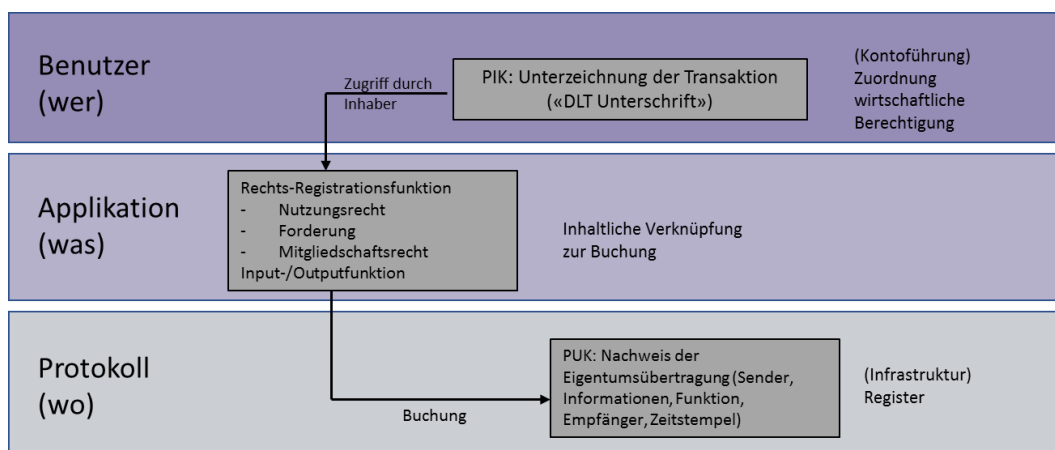 Benutzer
(wer)
Zugriff durch
Inhaber
PIK: Unterzeichnung der Transaktion
(«DLT Unterschrift»)
(Kontoführung)
Zuordnung
wirtschaftliche
Berechtigung
Applikation
(was)
Rechts-Registrationsfunktion
- Nutzungsrecht
- Forderung
- Mitgliedschaftsrecht
Input-/Outputfunktion
Inhaltliche Verknüpfung
zur Buchung
Protokoll
(wo)
Buchung
PUK: Nachweis der
Eigentumsübertragung (Sender,
Informationen, Funktion,
Empfänger, Zeitstempel)
(Infrastruktur)
Register